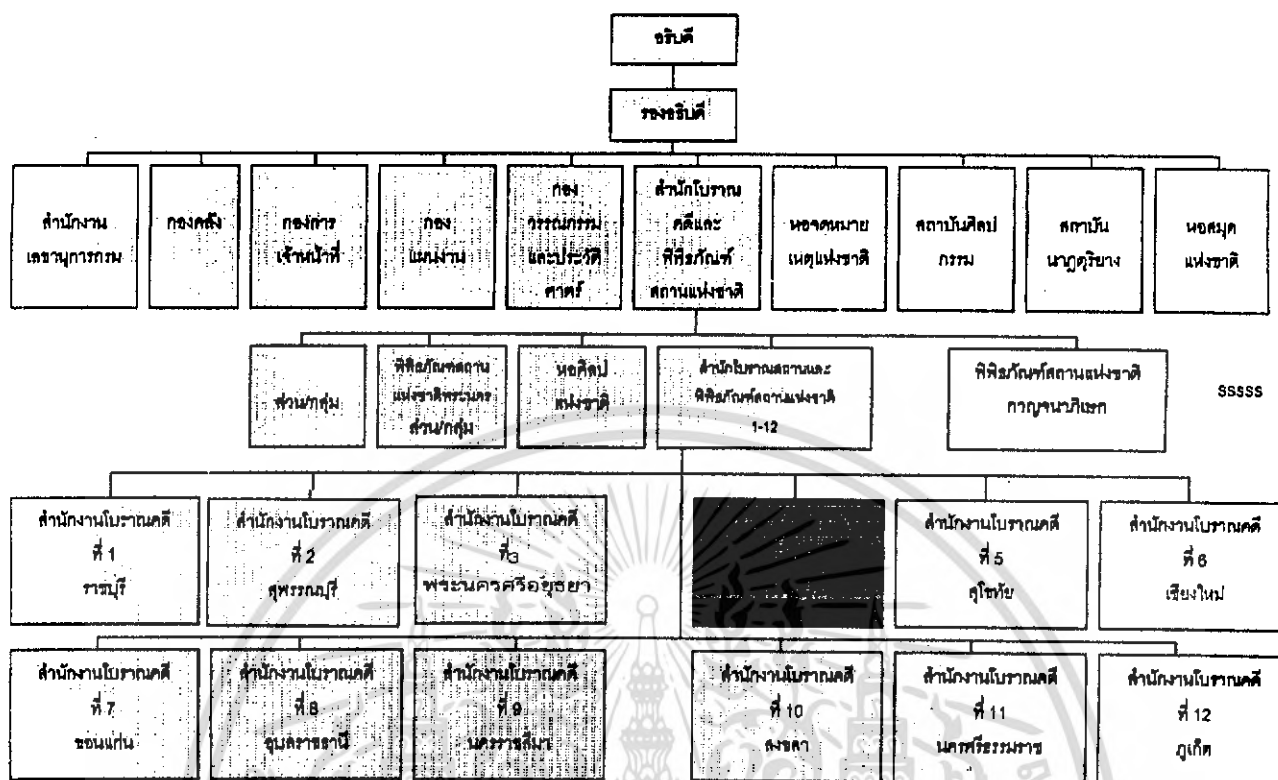 อธิบดี
รองอธิบดี
สำนักงาน
เลขานุการกรม
กองคลัง
กองการ
เจ้าหน้าที่
กอง
แผนงาน
กอง
วรรณกรรม
และประวัติ
ศาตร์
สำนักโบราณ
คดีและ
พิพิธภัณฑ์
สถานแห่งชาติ
หอจดหมาย
เหตุแห่งชาติ
สถาบันศิลป
กรรม
สถาบัน
นาฏดุริยาง
หอสมุด
แห่งชาติ
ส่วน/กลุ่ม
พิพิธภัณฑสถาน
แห่งชาติพระนคร
ส่วน/กลุ่ม
หอศิลป
แห่งชาติ
สำนักโบราณสถานและ
พิพิธภัณฑ์สถานแห่งชาติ
1-12
พิพิธภัณฑ์สถานแห่งชาติ
กาญจนาภิเษก
sssss
สำนักงานโบราณคดี
ที่ 1
ราชบุรี
สำนักงานโบราณคดี
ที่ 2
สุพรรณบุรี
สำนักงานโบราณคดี
ที่3
พระนครศรีอยุธยา
สำนักงานโบราณคดี
ที่ 5
สุโขทัย
สำนักงานโบราณคดี
ที่ 6
เชียงใหม่
สำนักงานโบราณคดี
ที่ 7
ขอนแก่น
สำนักงานโบราณคดี
ที่ 8
อุบลราชธานี
สำนักงานโบราณคดี
ที่ 9
นครราชสีมา
สำนักงานโบราณคดี
ที่ 10
สงขลา
สำนักงานโบราณคดี
ที่ 11
นครศรีธรรมราช
สำนักงานโบราณคดี
ที่ 12
ภูเก็ต